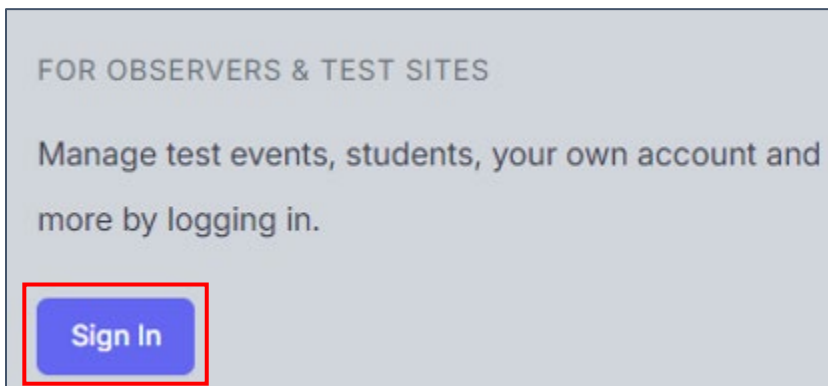 FOR OBSERVERS & TEST SITES
Manage test events, students, your own account and
more by logging in.
Sign In